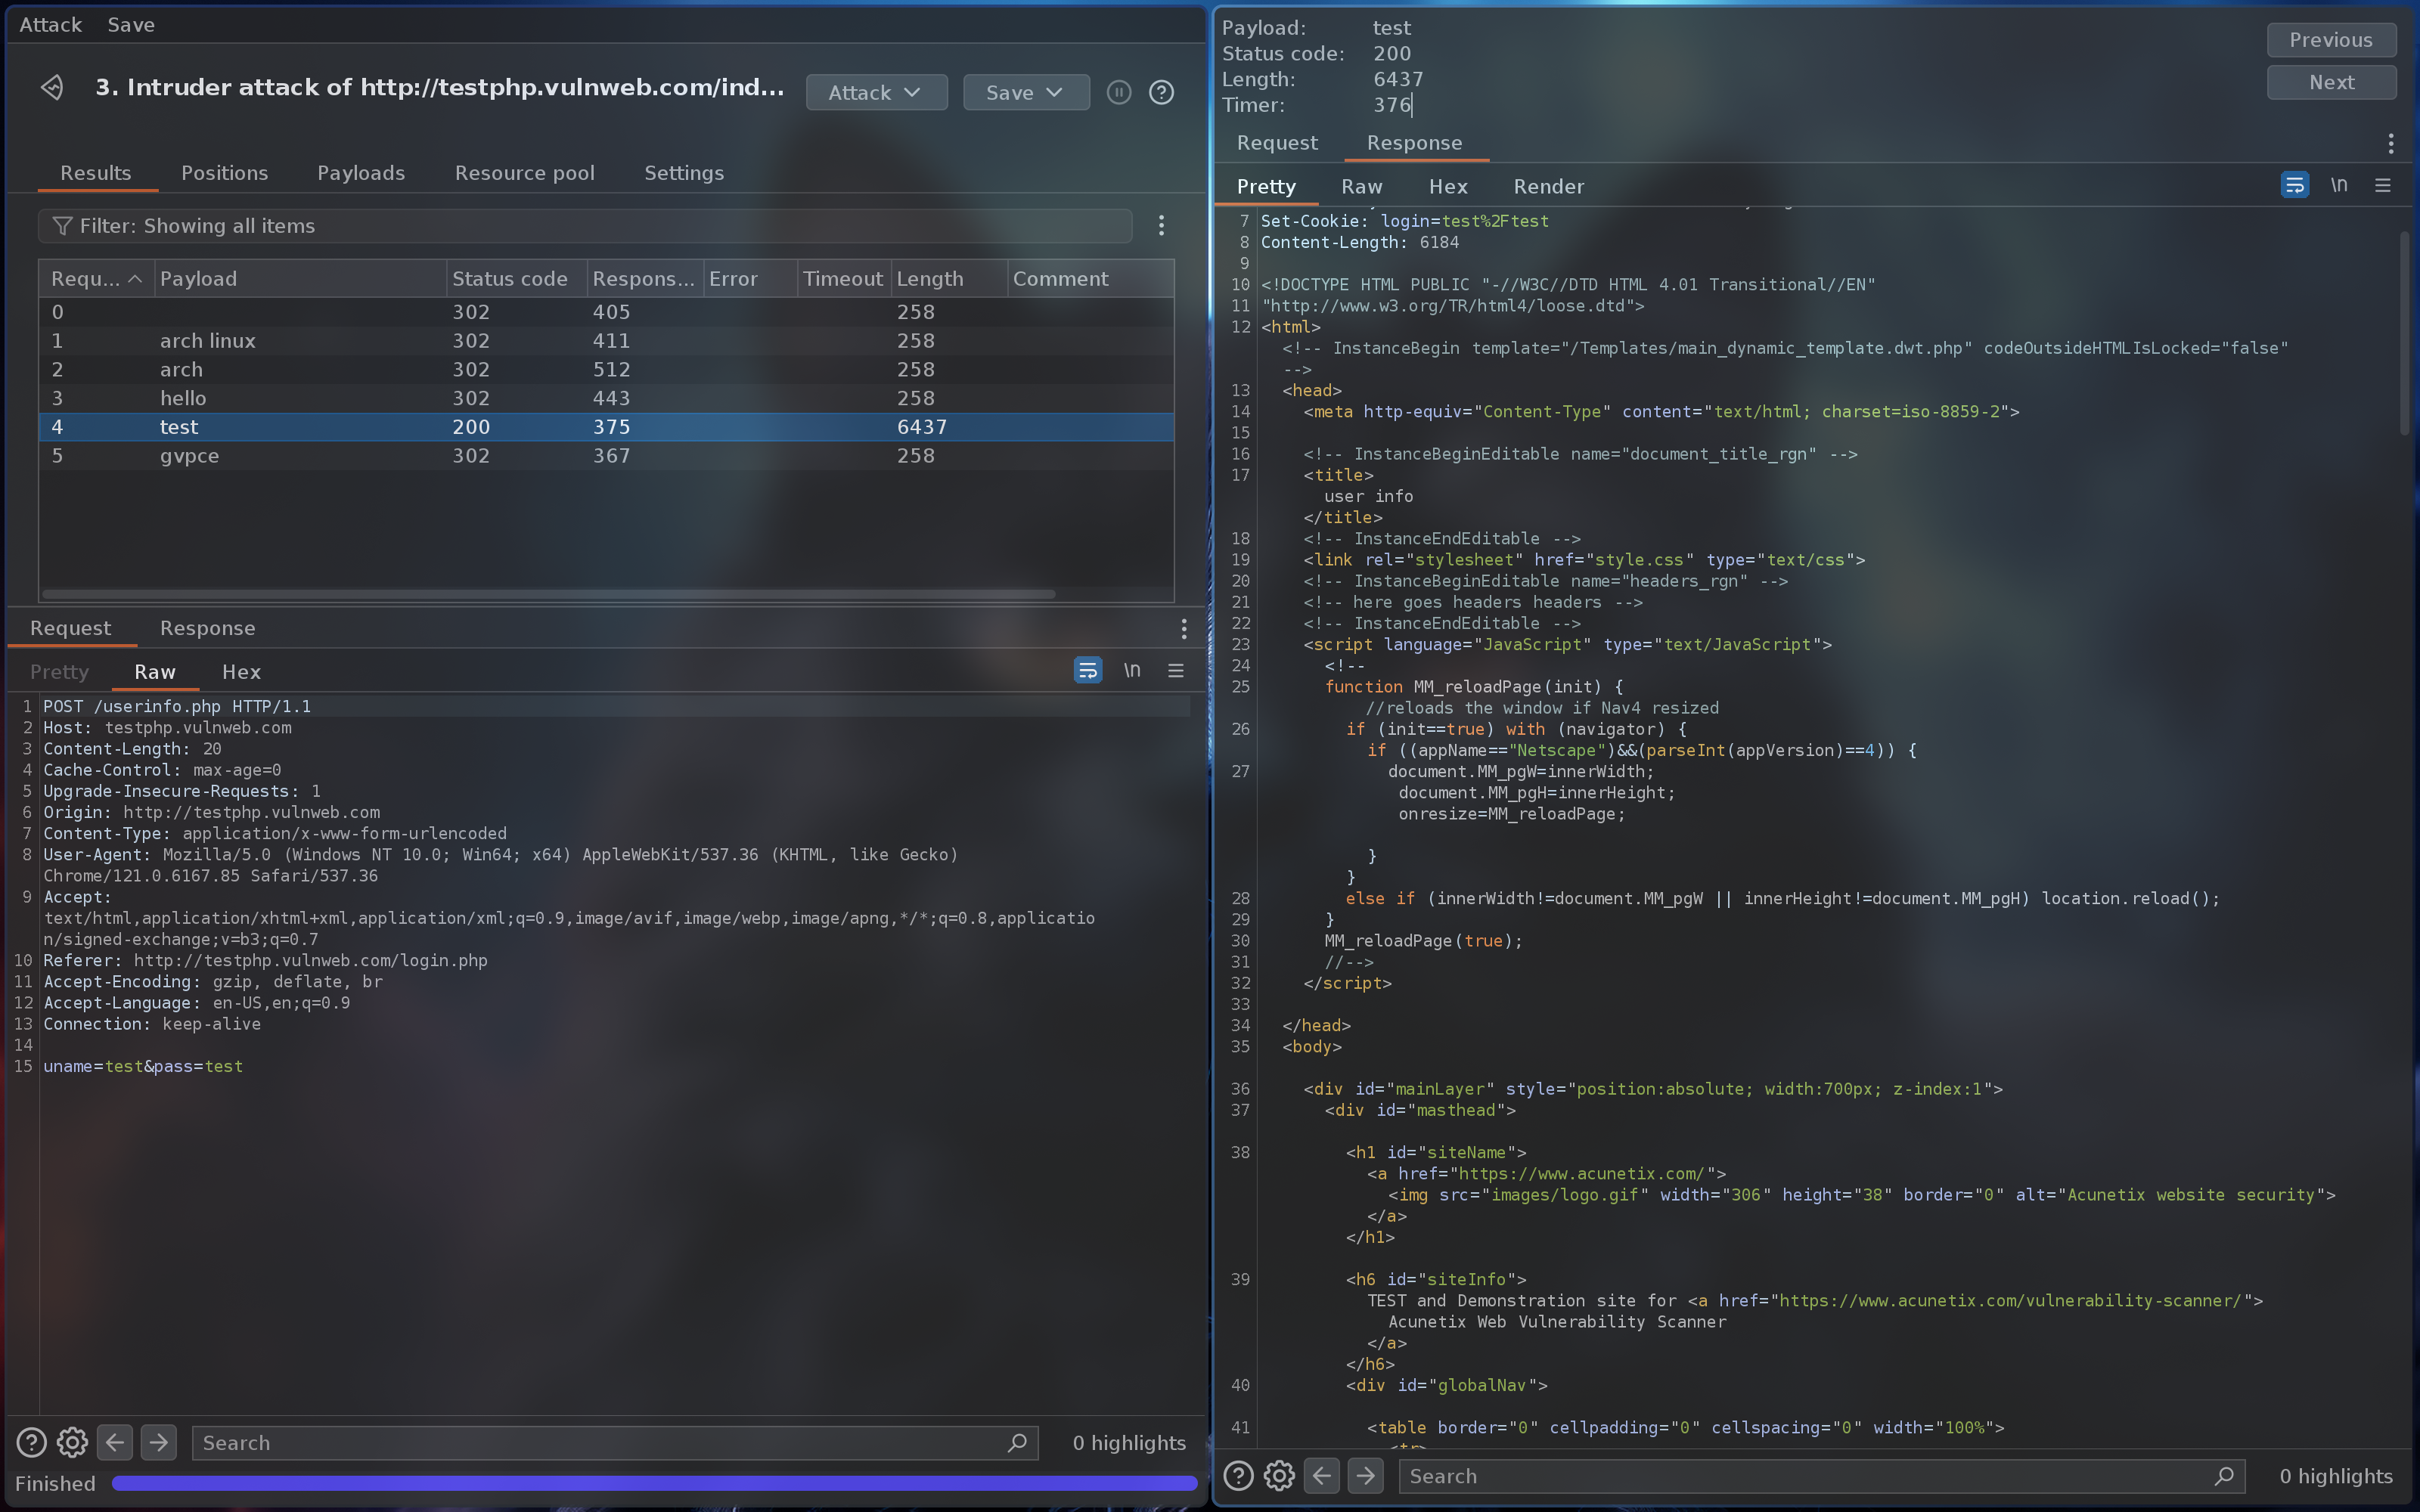 Attack Save
3. Intruder attack of http://testphp.vulnweb.com/ind...
Attack Save
Results Positions Payloads Resource pool Settings
Filter: Showing all items
Requ... Payload Status code Respons... Error Timeout Length Comment
0 302 405 258
1 arch linux 302 411 258
2 arch 302 512 258
3 hello 302 443 258
4 test 200 375 6437
5 gvpce 302 367 258
Request Response
Pretty Raw Hex \n
1 POST /userinfo.php HTTP/1.1
2 Host: testphp.vulnweb.com
3 Content-Length: 20
4 Cache-Control: max-age=0
5 Upgrade-Insecure-Requests: 1
6 Origin: http://testphp.vulnweb.com
7 Content-Type: application/x-www-form-urlencoded
8 User-Agent: Mozilla/5.0 (Windows NT 10.0; Win64; x64) AppleWebKit/537.36 (KHTML, like Gecko)
Chrome/121.0.6167.85 Safari/537.36
9 Accept:
text/html,application/xhtml+xml,application/xml;q=0.9,image/avif,image/webp,image/apng,*/*;q=0.8,applicatio
n/signed-exchange;v=b3;q=0.7
10 Referer: http://testphp.vulnweb.com/login.php
11 Accept-Encoding: gzip, deflate, br
12 Accept-Language: en-US,en;q=0.9
13 Connection: keep-alive
14
15 uname=test&pass=test
Search 0 highlights
Finished
Payload: test
Status code: 200
Length: 6437
Timer: 376
Previous
Next
Request Response
Pretty Raw Hex Render \n
7 Set-Cookie: login=test%2Ftest
8 Content-Length: 6184
9
10 <!DOCTYPE HTML PUBLIC "-//W3C//DTD HTML 4.01 Transitional//EN"
11 "http://www.w3.org/TR/html4/loose.dtd">
12 <html>
<!-- InstanceBegin template="/Templates/main_dynamic_template.dwt.php" codeOutsideHTMLIsLocked="false"
-->
13 <head>
14 <meta http-equiv="Content-Type" content="text/html; charset=iso-8859-2">
15
16 <!-- InstanceBeginEditable name="document_title_rgn" -->
17 <title>
user info
</title>
18 <!-- InstanceEndEditable -->
19 <link rel="stylesheet" href="style.css" type="text/css">
20 <!-- InstanceBeginEditable name="headers_rgn" -->
21 <!-- here goes headers headers -->
22 <!-- InstanceEndEditable -->
23 <script language="JavaScript" type="text/JavaScript">
24 <!--
25 function MM_reloadPage(init) {
//reloads the window if Nav4 resized
26 if (init==true) with (navigator) {
if ((appName=="Netscape")&&(parseInt(appVersion)==4)) {
27 document.MM_pgW=innerWidth;
document.MM_pgH=innerHeight;
onresize=MM_reloadPage;
}
}
28 else if (innerWidth!=document.MM_pgW || innerHeight!=document.MM_pgH) location.reload();
29 }
30 MM_reloadPage(true);
31 //-->
32 </script>
33
34 </head>
35 <body>
36 <div id="mainLayer" style="position:absolute; width:700px; z-index:1">
37 <div id="masthead">
38 <h1 id="siteName">
<a href="https://www.acunetix.com/">
<img src="images/logo.gif" width="306" height="38" border="0" alt="Acunetix website security">
</a>
</h1>
39 <h6 id="siteInfo">
TEST and Demonstration site for <a href="https://www.acunetix.com/vulnerability-scanner/">
Acunetix Web Vulnerability Scanner
</a>
</h6>
40 <div id="globalNav">
41 <table border="0" cellpadding="0" cellspacing="0" width="100%">
<tr>
Search 0 highlights